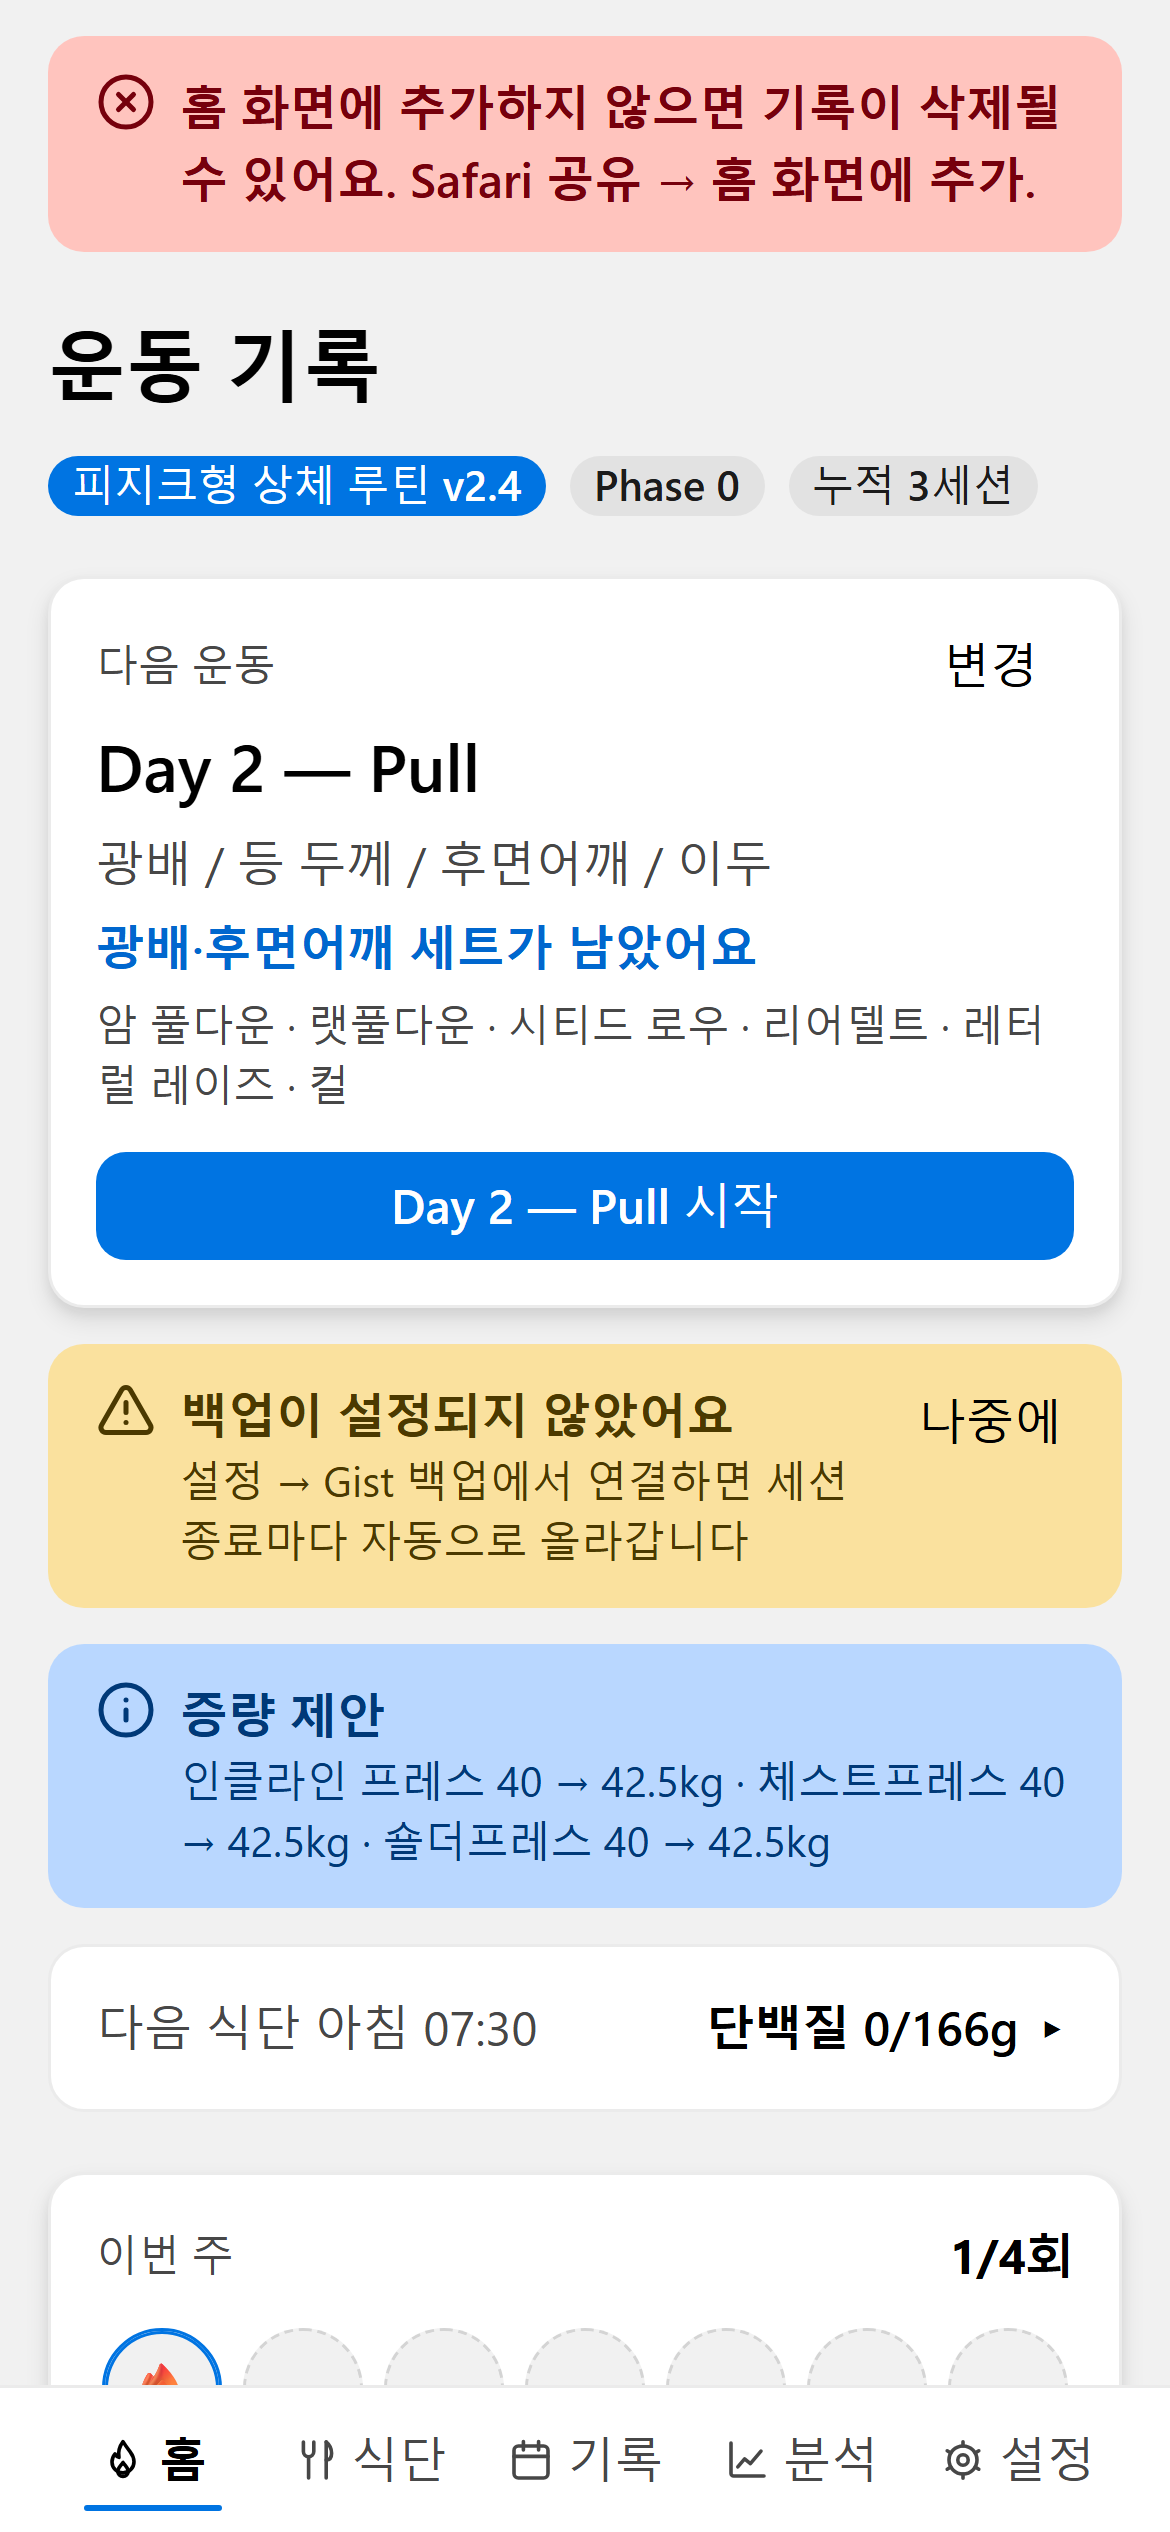 홈 화면에 추가하지 않으면 기록이 삭제될
수 있어요. Safari 공유 → 홈 화면에 추가.
운동 기록
피지크형 상체 루틴 v2.4
Phase 0
누적 3세션
다음 운동
변경
Day 2 — Pull
광배 / 등 두께 / 후면어깨 / 이두
광배·후면어깨 세트가 남았어요
암 풀다운 · 랫풀다운 · 시티드 로우 · 리어델트 · 레터
럴 레이즈 · 컬
Day 2 — Pull 시작
백업이 설정되지 않았어요
나중에
설정 → Gist 백업에서 연결하면 세션
종료마다 자동으로 올라갑니다
증량 제안
인클라인 프레스 40 → 42.5kg · 체스트프레스 40
→ 42.5kg · 숄더프레스 40 → 42.5kg
다음 식단 아침 07:30
단백질 0/166g ▸
이번 주
1/4회
홈
식단
기록
분석
설정